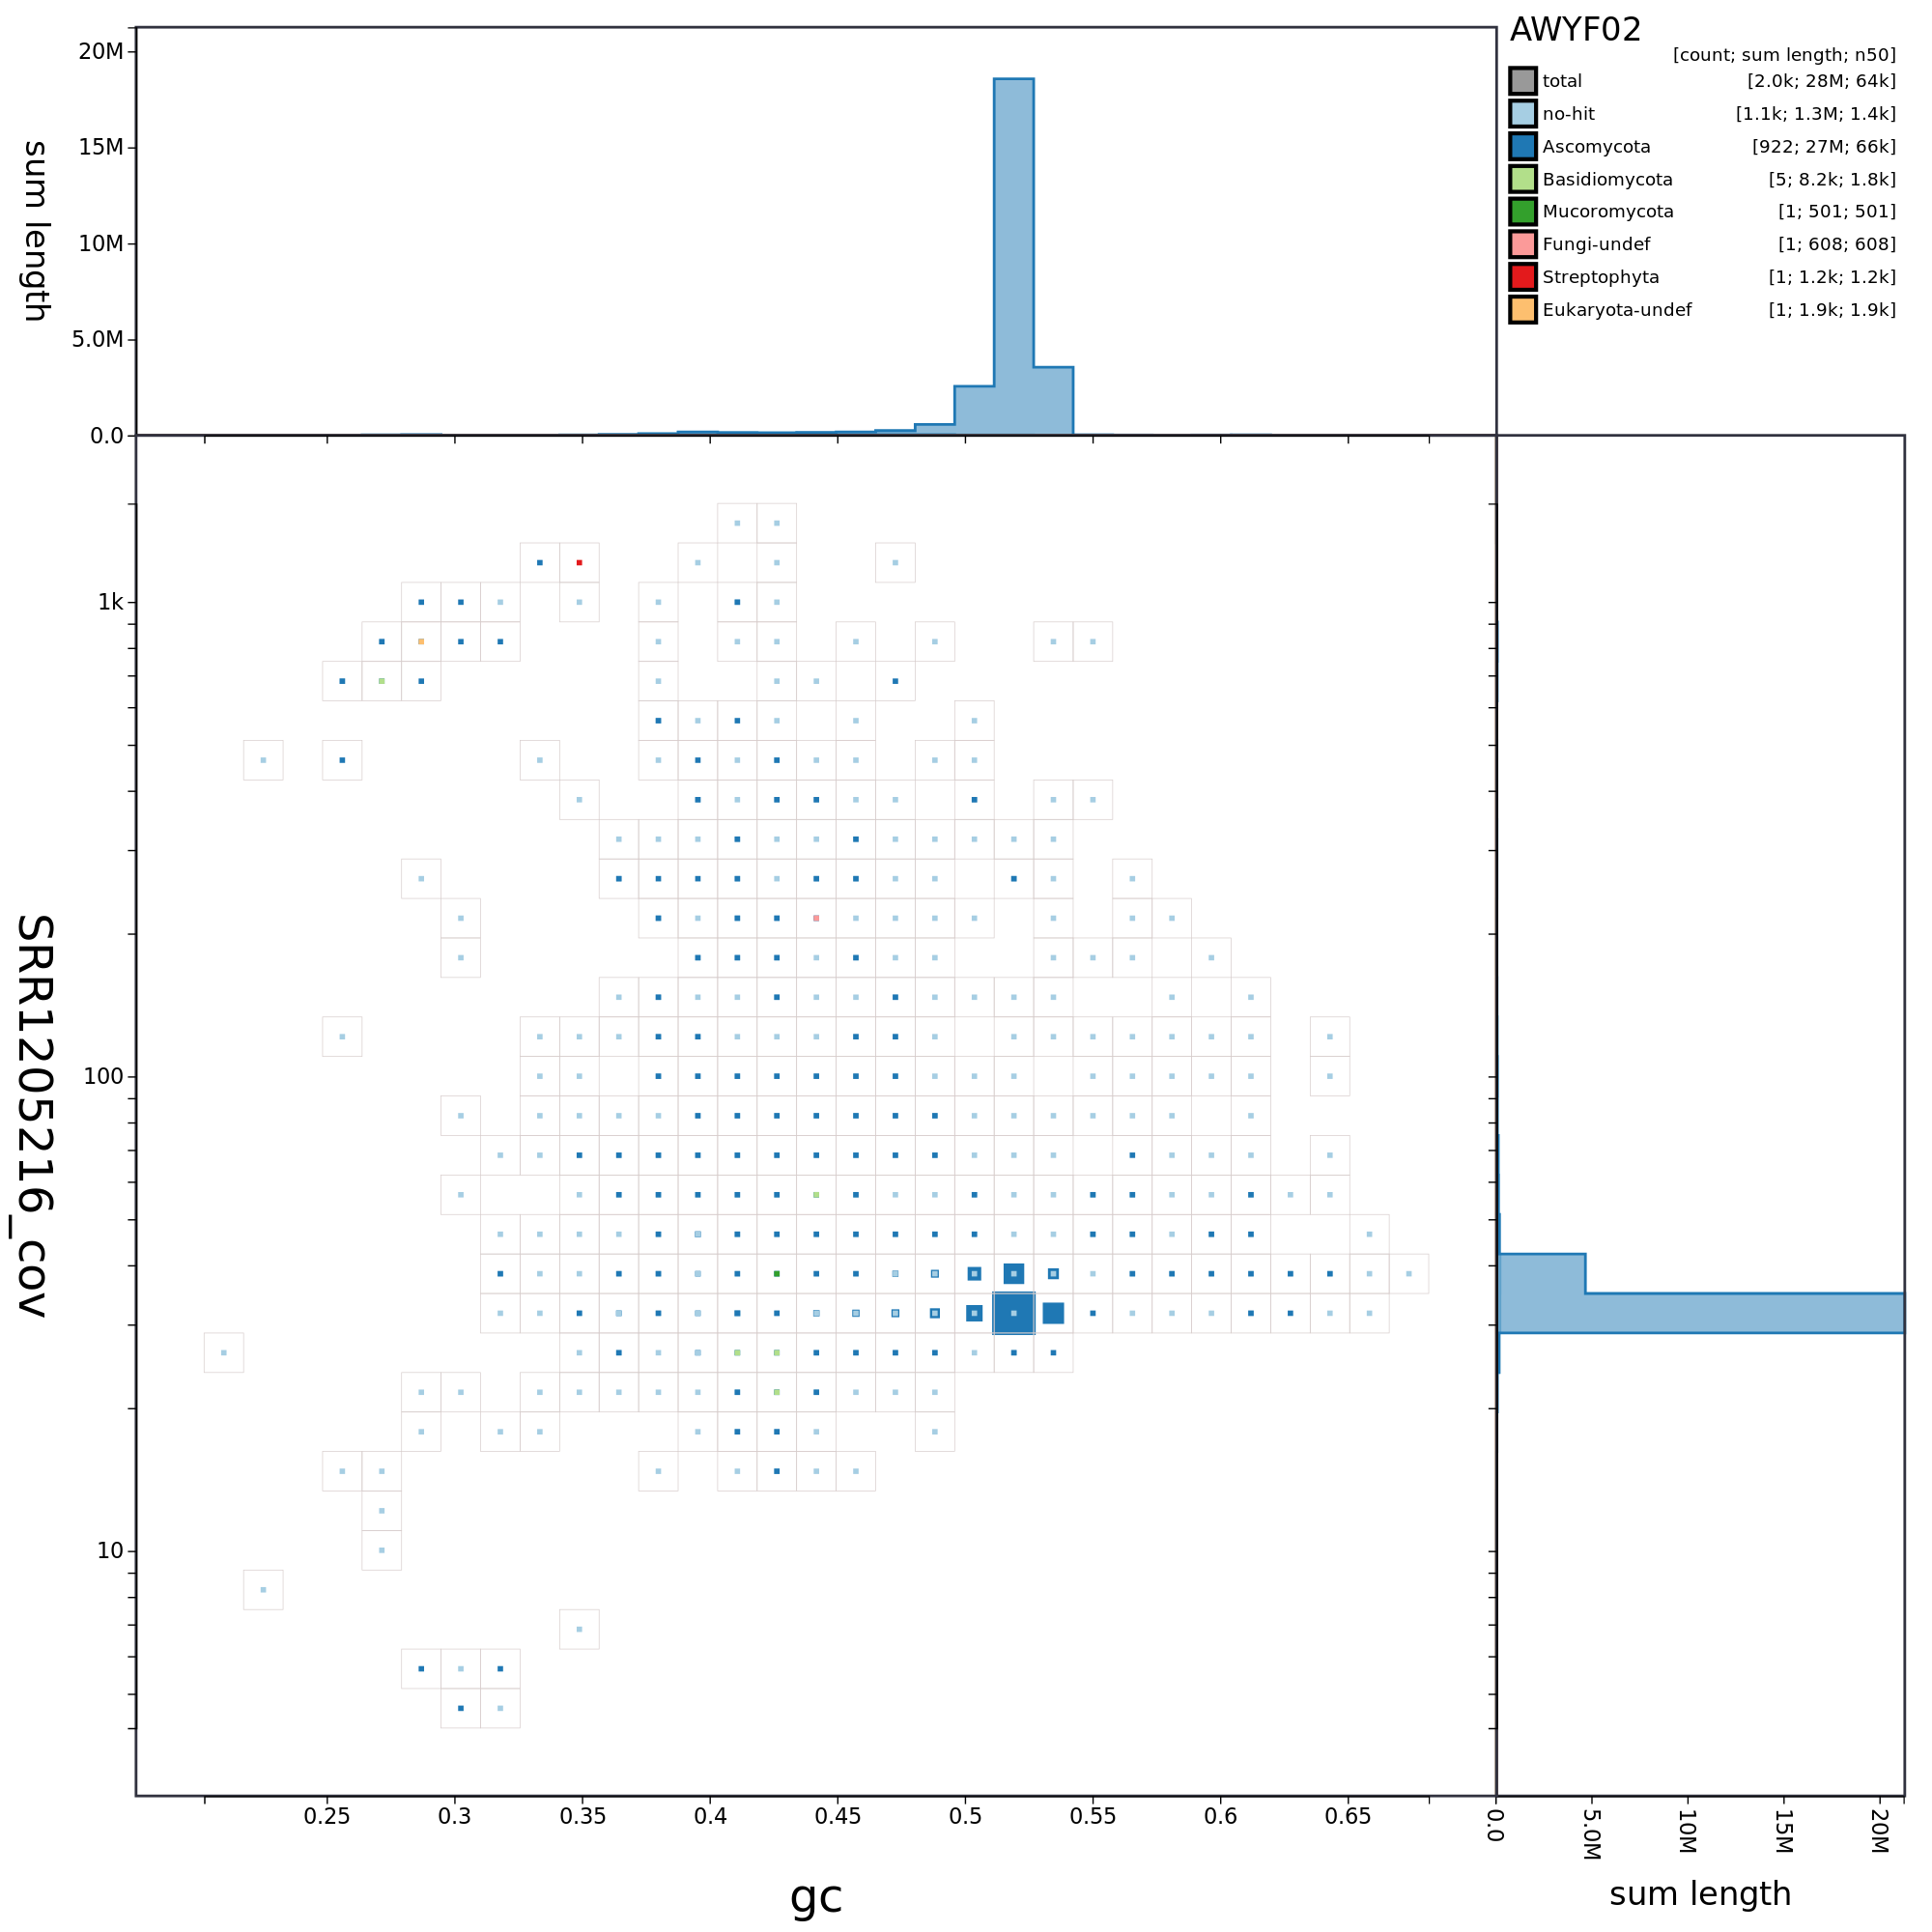 AWYF02
[count; sum length; n50]
total [2.0k; 28M; 64k]
no-hit [1.1k; 1.3M; 1.4k]
Ascomycota [922; 27M; 66k]
Basidiomycota [5; 8.2k; 1.8k]
Mucoromycota [1; 501; 501]
Fungi-undef [1; 608; 608]
Streptophyta [1; 1.2k; 1.2k]
Eukaryota-undef [1; 1.9k; 1.9k]
sum length
20M
15M
10M
5.0M
0.0
SRR1205216_cov
1k
100
10
0.25 0.3 0.35 0.4 0.45 0.5 0.55 0.6 0.65
gc
0.0 5.0M 10M 15M 20M
sum length